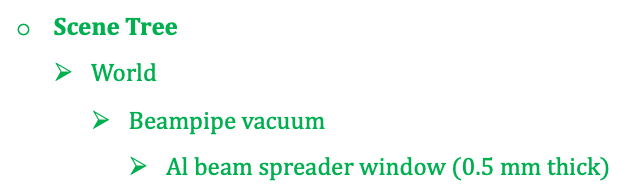 Scene Tree
World
Beampipe vacuum
Al beam spreader window (0.5 mm thick)